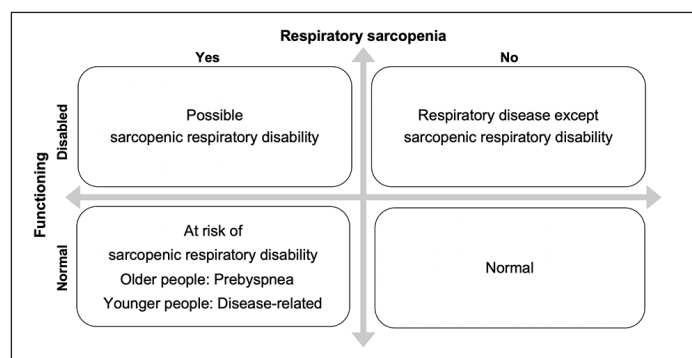 Respiratory sarcopenia
Yes
No
Functioning
Disabled
Possible
sarcopenic respiratory disability
Respiratory disease except
sarcopenic respiratory disability
Normal
At risk of
sarcopenic respiratory disability
Older people: Prebyspnea
Younger people: Disease-related
Normal